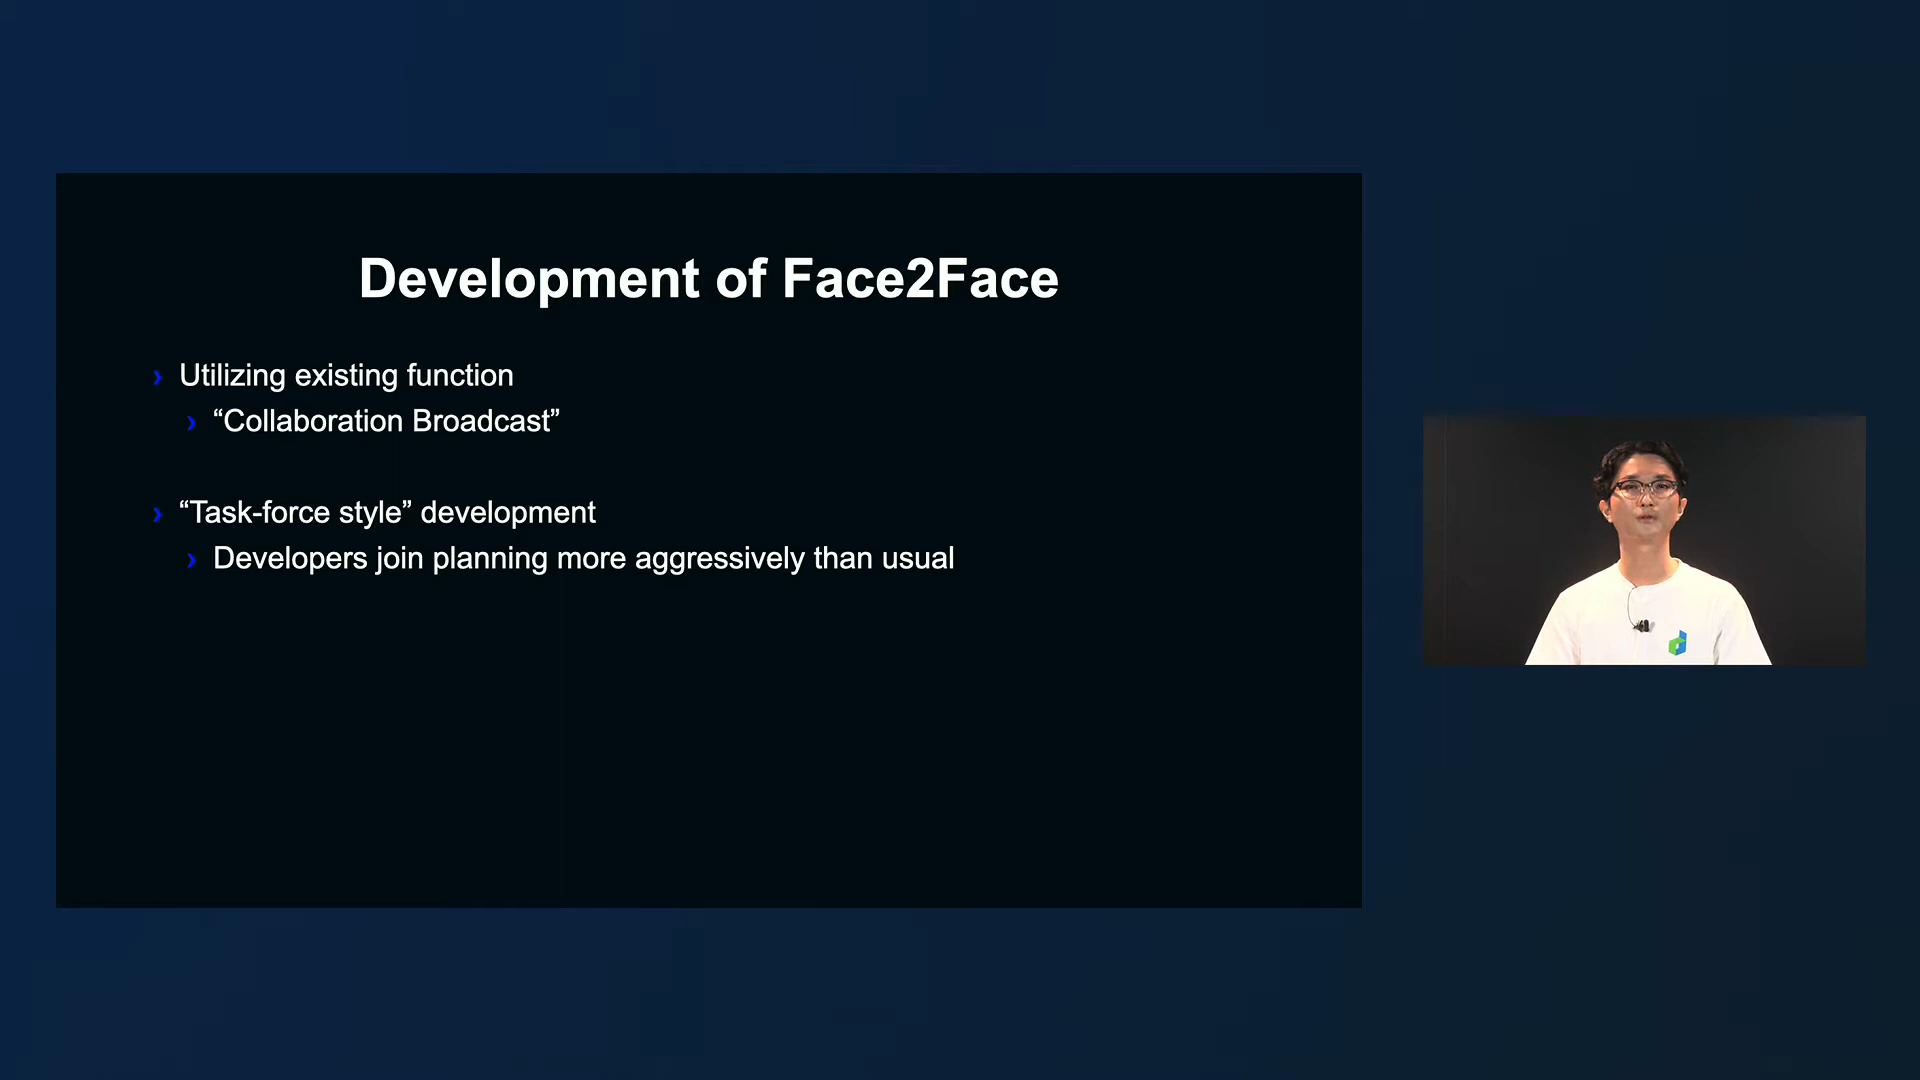 Development of Face2Face
› Utilizing existing function
› “Collaboration Broadcast”
› “Task-force style” development
› Developers join planning more aggressively than usual